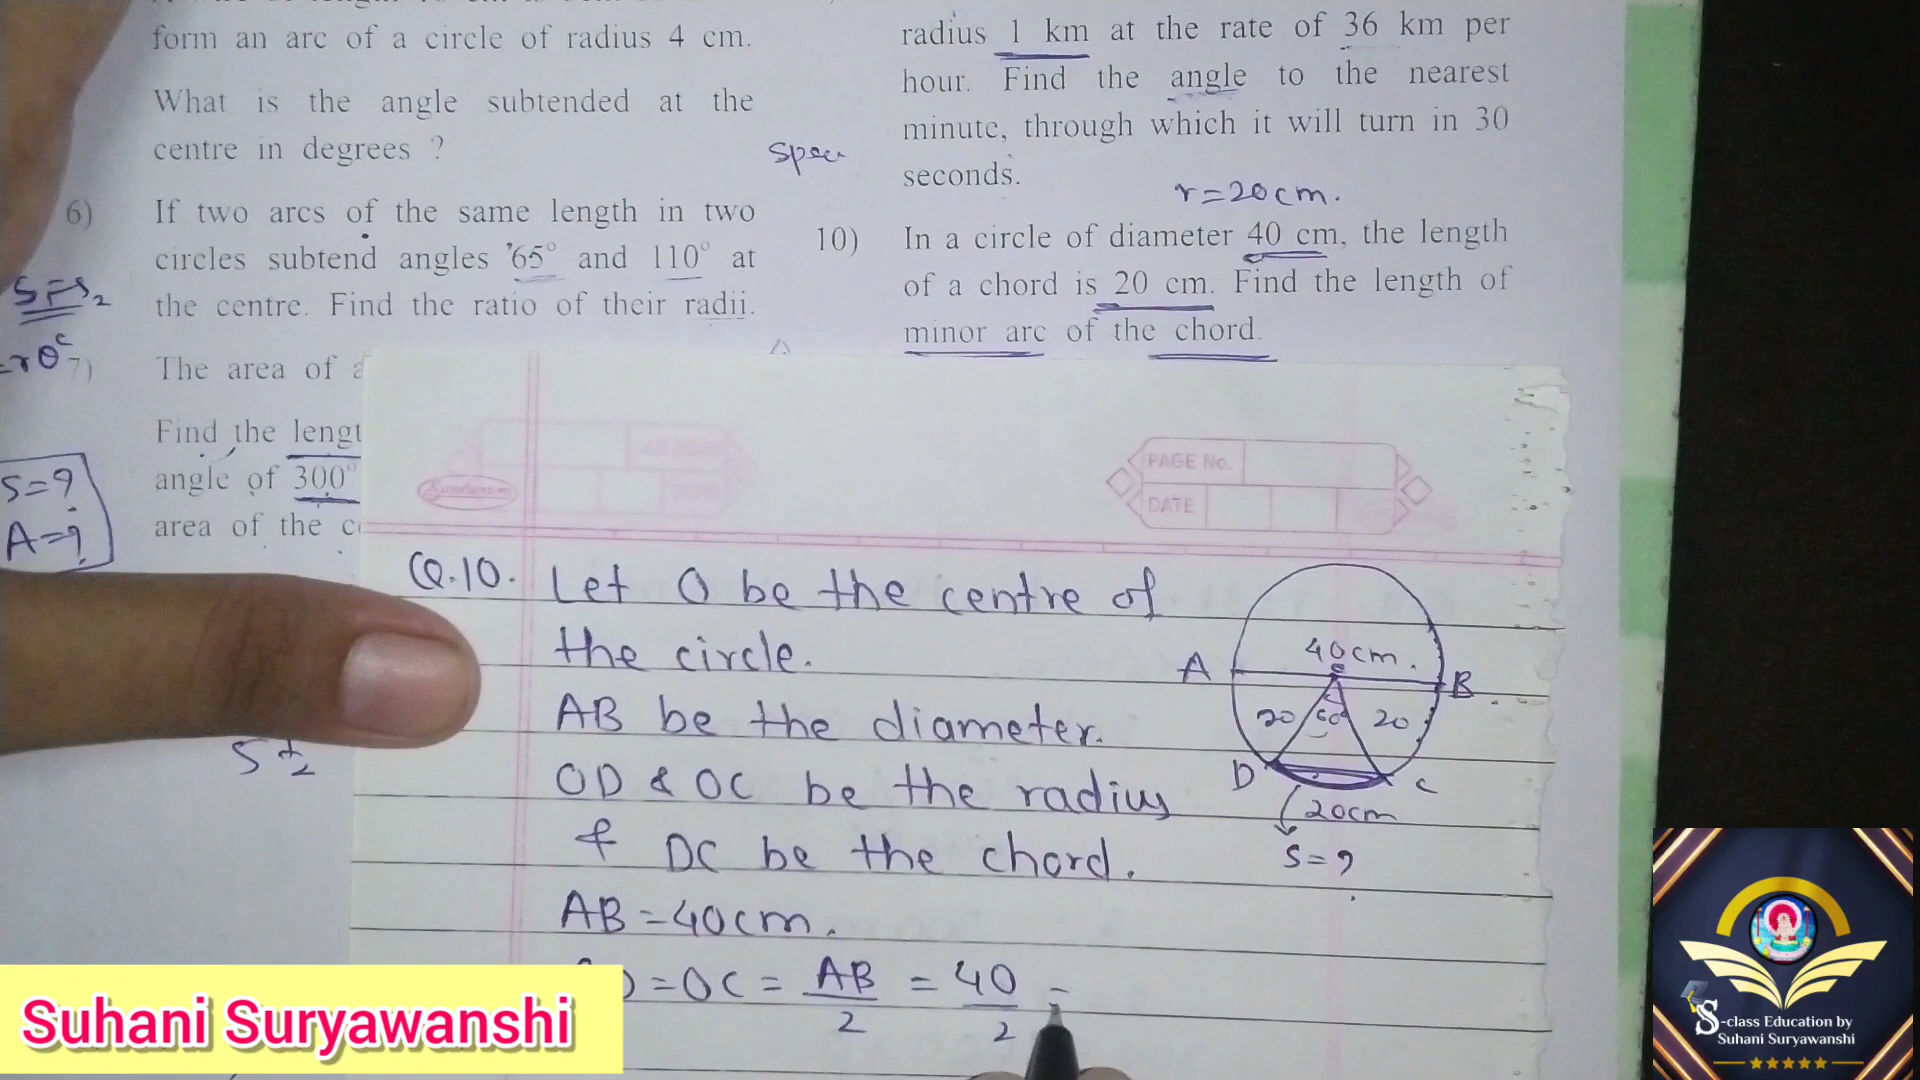 form an arc of a circle of radius 4 cm.
What is the angle subtended at the
centre in degrees ?
6) If two arcs of the same length in two
circles subtend angles 65° and 110° at
the centre. Find the ratio of their radii.
S=S₂
=rθᶜ
7) The area of a
Find the lengt
angle of 300°
area of the c
S=?
A=?
radius 1 km at the rate of 36 km per
hour. Find the angle to the nearest
minute, through which it will turn in 30
seconds.
r=20cm.
10) In a circle of diameter 40 cm, the length
of a chord is 20 cm. Find the length of
minor arc of the chord.
Sundaram
PAGE No.
DATE
Q.10. Let O be the centre of
the circle.
AB be the diameter.
OD & OC be the radius
& DC be the chord.
AB=40cm.
=OC=AB/2=40/2=
40cm.
A
B
20
60°
20
D
C
20cm
S=?
Suhani Suryawanshi
S-class Education by
Suhani Suryawanshi